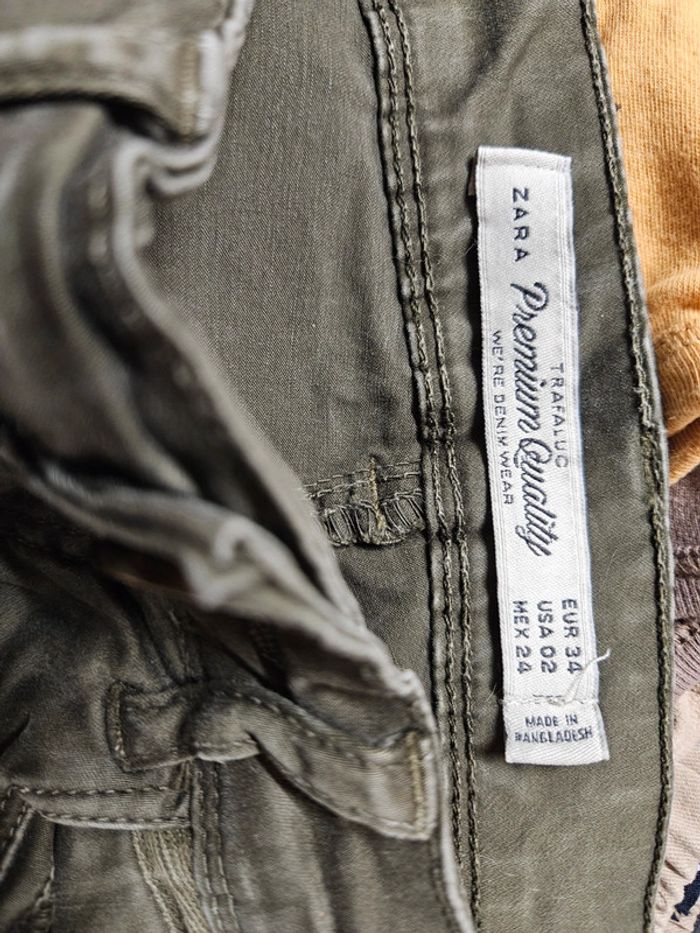 ZARA
TRAFALUC
Premium Quality
WE'RE DENIM WEAR
EUR 34
USA 02
MEX 24
MADE IN
BANGLADESH